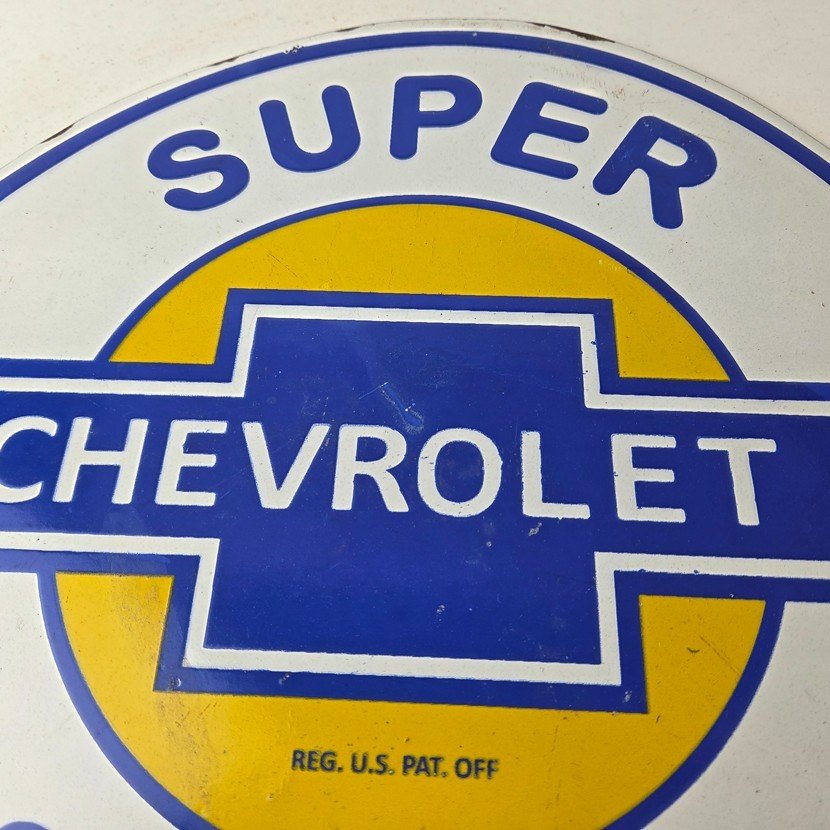 SUPER
CHEVROLET
REG. U.S. PAT. OFF